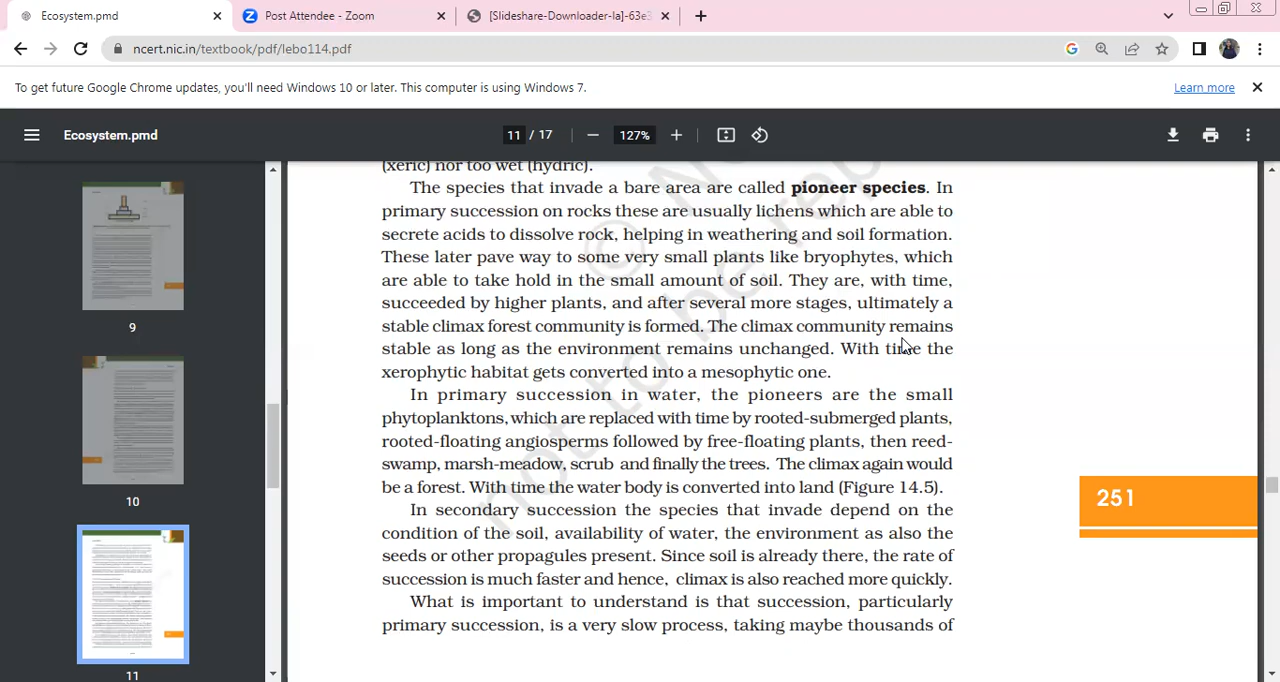 Ecosystem.pmd
Post Attendee - Zoom
[Slideshare-Downloader-la]-63e3
ncert.nic.in/textbook/pdf/lebo114.pdf
To get future Google Chrome updates, you'll need Windows 10 or later. This computer is using Windows 7.
Learn more
Ecosystem.pmd
11 / 17
127%
9
10
11
(xeric) nor too wet (hydric).
The species that invade a bare area are called pioneer species. In
primary succession on rocks these are usually lichens which are able to
secrete acids to dissolve rock, helping in weathering and soil formation.
These later pave way to some very small plants like bryophytes, which
are able to take hold in the small amount of soil. They are, with time,
succeeded by higher plants, and after several more stages, ultimately a
stable climax forest community is formed. The climax community remains
stable as long as the environment remains unchanged. With time the
xerophytic habitat gets converted into a mesophytic one.
In primary succession in water, the pioneers are the small
phytoplanktons, which are replaced with time by rooted-submerged plants,
rooted-floating angiosperms followed by free-floating plants, then reed-
swamp, marsh-meadow, scrub and finally the trees. The climax again would
be a forest. With time the water body is converted into land (Figure 14.5).
In secondary succession the species that invade depend on the
condition of the soil, availability of water, the environment as also the
seeds or other propagules present. Since soil is already there, the rate of
succession is much faster and hence, climax is also reached more quickly.
What is important to understand is that succession, particularly
primary succession, is a very slow process, taking maybe thousands of
251
© N
not to be rep